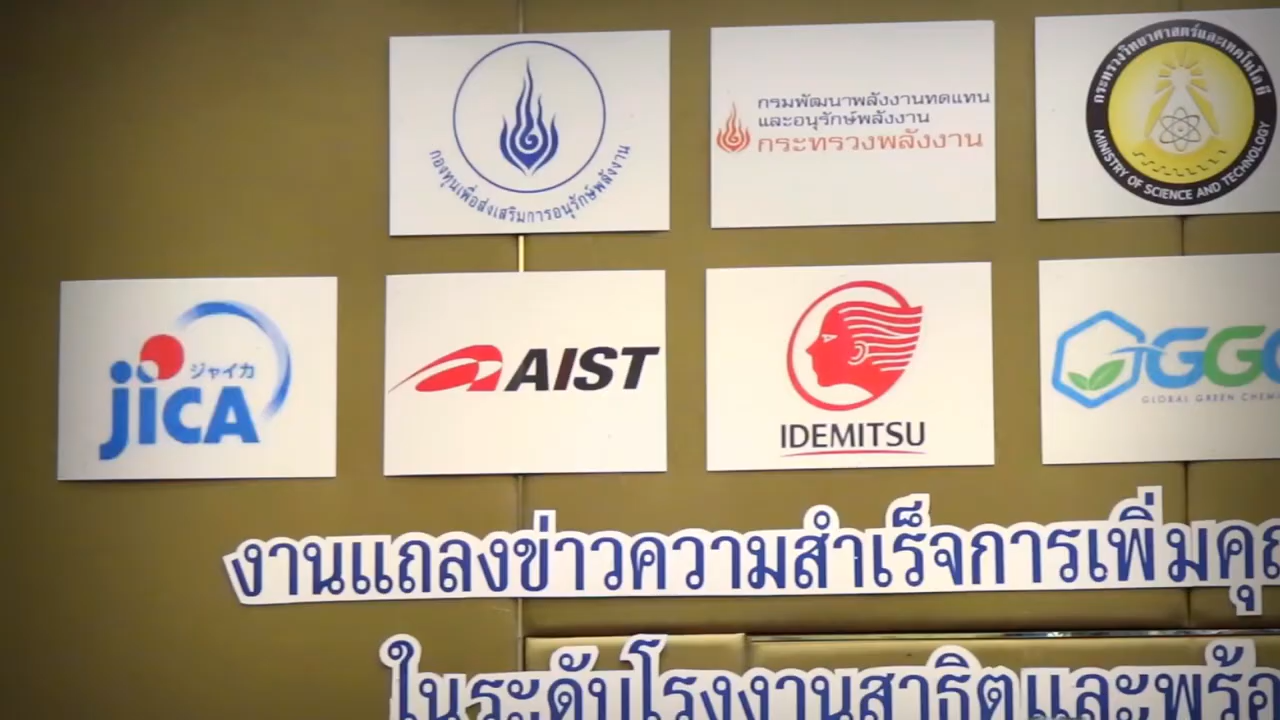 กองทุนเพื่อส่งเสริมการอนุรักษ์พลังงาน
กรมพัฒนาพลังงานทดแทน
และอนุรักษ์พลังงาน
กระทรวงพลังงาน
กระทรวงวิทยาศาสตร์และเทคโนโลยี
MINISTRY OF SCIENCE AND TECHNOLOGY
ジャイカ
jICA
AIST
IDEMITSU
GGC
GLOBAL GREEN
งานแถลงข่าวความสำเร็จการเพิ่มคุณ
ในระดับโรงงานสาธิตและพร้อ